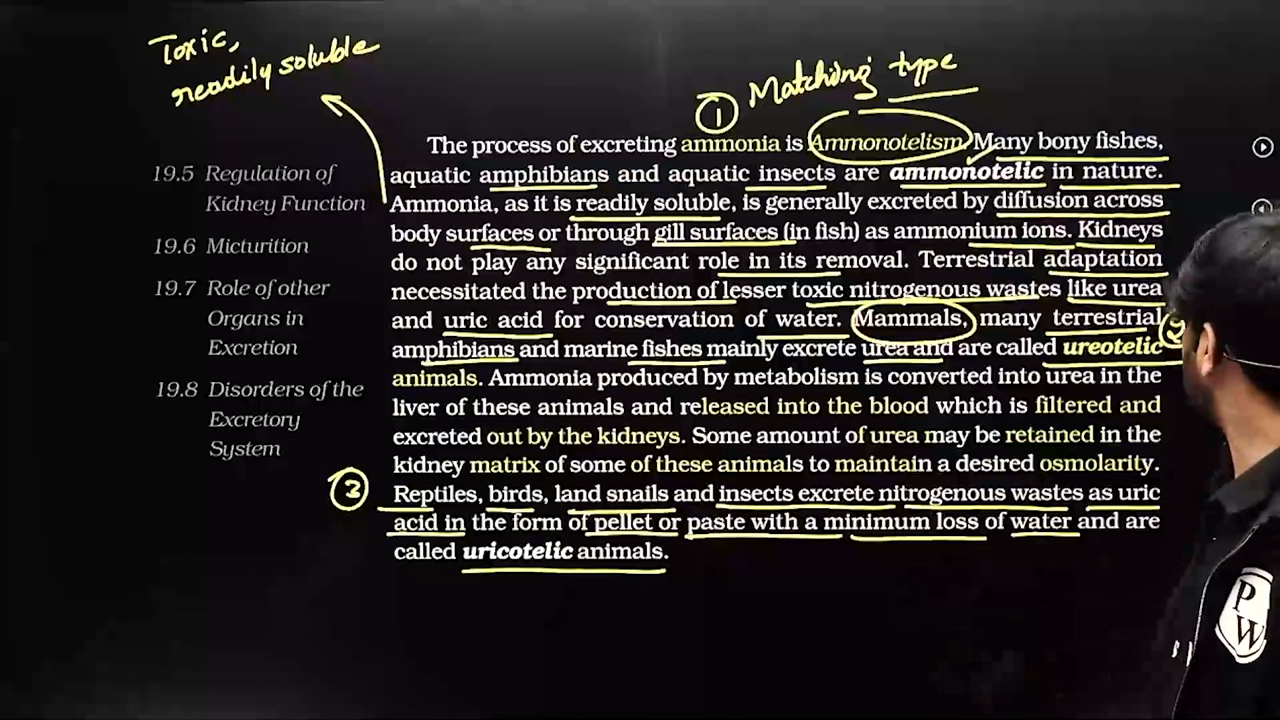 Toxic,
readily soluble
① Matching type
The process of excreting ammonia is Ammonotelism. Many bony fishes,
aquatic amphibians and aquatic insects are ammonotelic in nature.
Ammonia, as it is readily soluble, is generally excreted by diffusion across
body surfaces or through gill surfaces (in fish) as ammonium ions. Kidneys
do not play any significant role in its removal. Terrestrial adaptation
necessitated the production of lesser toxic nitrogenous wastes like urea
and uric acid for conservation of water. Mammals, many terrestrial
amphibians and marine fishes mainly excrete urea and are called ureotelic
animals. Ammonia produced by metabolism is converted into urea in the
liver of these animals and released into the blood which is filtered and
excreted out by the kidneys. Some amount of urea may be retained in the
kidney matrix of some of these animals to maintain a desired osmolarity.
③ Reptiles, birds, land snails and insects excrete nitrogenous wastes as uric
acid in the form of pellet or paste with a minimum loss of water and are
called uricotelic animals.
19.5 Regulation of
Kidney Function
19.6 Micturition
19.7 Role of other
Organs in
Excretion
19.8 Disorders of the
Excretory
System
P
W